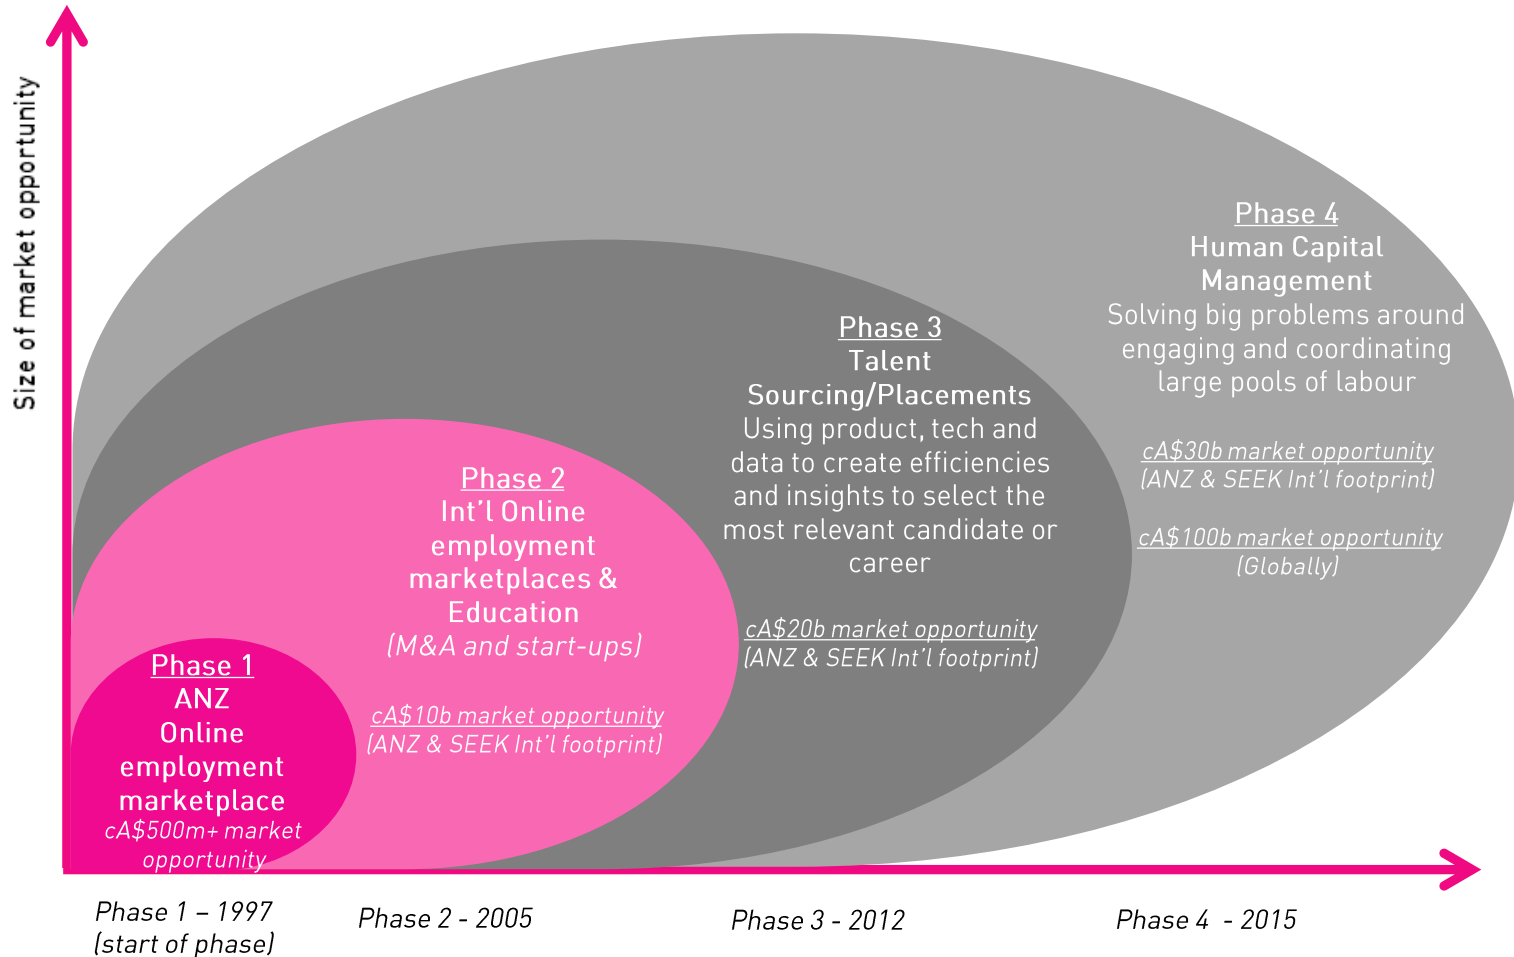 Size of market opportunity
Phase 1
ANZ
Online
employment
marketplace
cA$500m+ market
opportunity
Phase 2
Int'l Online
employment
marketplaces &
Education
(M&A and start-ups)
cA$10b market opportunity
(ANZ & SEEK Int'l footprint)
Phase 3
Talent
Sourcing/Placements
Using product, tech and
data to create efficiencies
and insights to select the
most relevant candidate or
career
cA$20b market opportunity
(ANZ & SEEK Int'l footprint)
Phase 4
Human Capital
Management
Solving big problems around
engaging and coordinating
large pools of labour
cA$30b market opportunity
(ANZ & SEEK Int'l footprint)
cA$100b market opportunity
(Globally)
Phase 1 – 1997
(start of phase)
Phase 2 - 2005
Phase 3 - 2012
Phase 4 - 2015